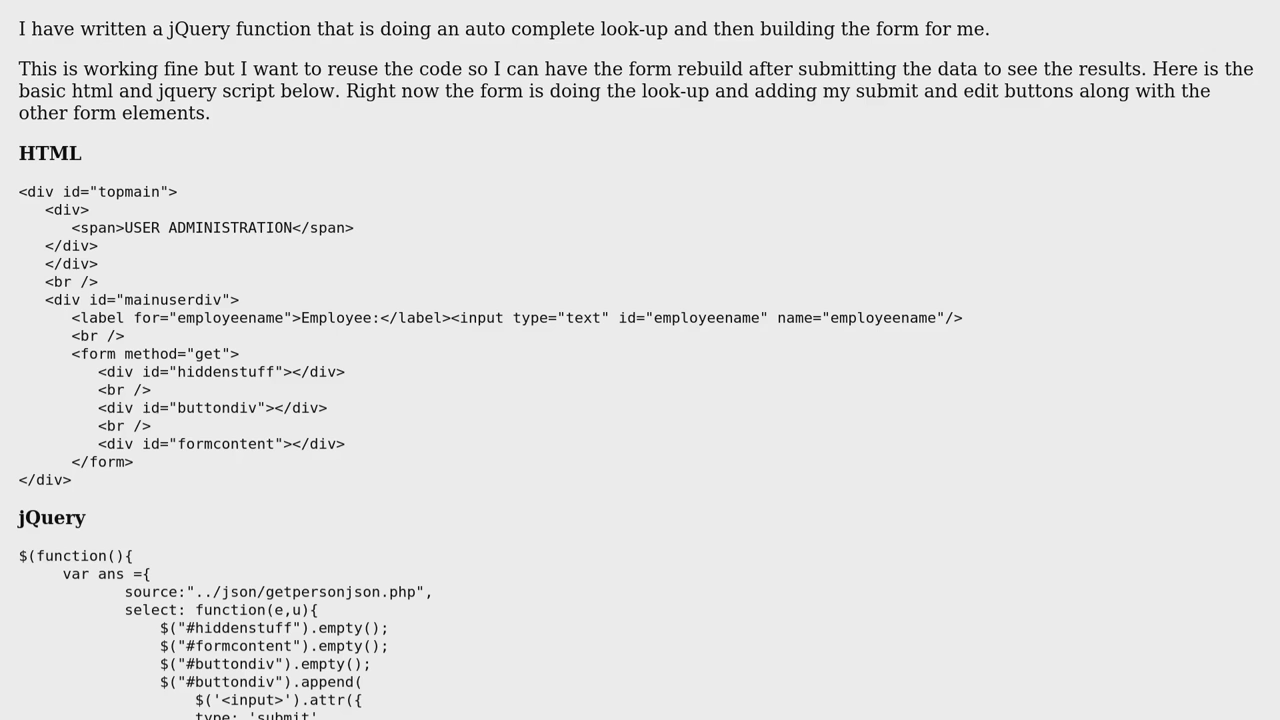 I have written a jQuery function that is doing an auto complete look-up and then building the form for me.
This is working fine but I want to reuse the code so I can have the form rebuild after submitting the data to see the results. Here is the
basic html and jquery script below. Right now the form is doing the look-up and adding my submit and edit buttons along with the
other form elements.
HTML
<div id="topmain">
   <div>
      <span>USER ADMINISTRATION</span>
   </div>
   </div>
   <br />
   <div id="mainuserdiv">
      <label for="employeename">Employee:</label><input type="text" id="employeename" name="employeename"/>
      <br />
      <form method="get">
         <div id="hiddenstuff"></div>
         <br />
         <div id="buttondiv"></div>
         <br />
         <div id="formcontent"></div>
      </form>
</div>
jQuery
$(function(){
     var ans ={
            source:"../json/getpersonjson.php",
            select: function(e,u){
                $("#hiddenstuff").empty();
                $("#formcontent").empty();
                $("#buttondiv").empty();
                $("#buttondiv").append(
                    $('<input>').attr({
                    type: 'submit'